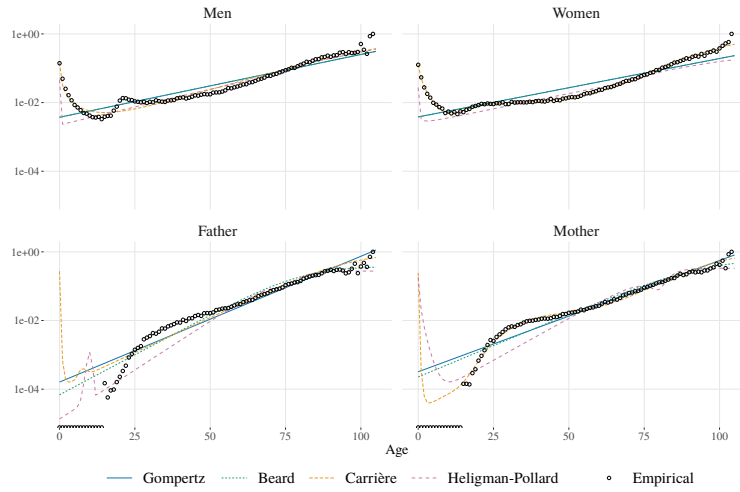 Men Women
1e+00
1e−02
1e−04
Father Mother
1e+00
1e−02
1e−04
0 25 50 75 100 0 25 50 75 100
Age
Gompertz Beard Carrière Heligman-Pollard Empirical